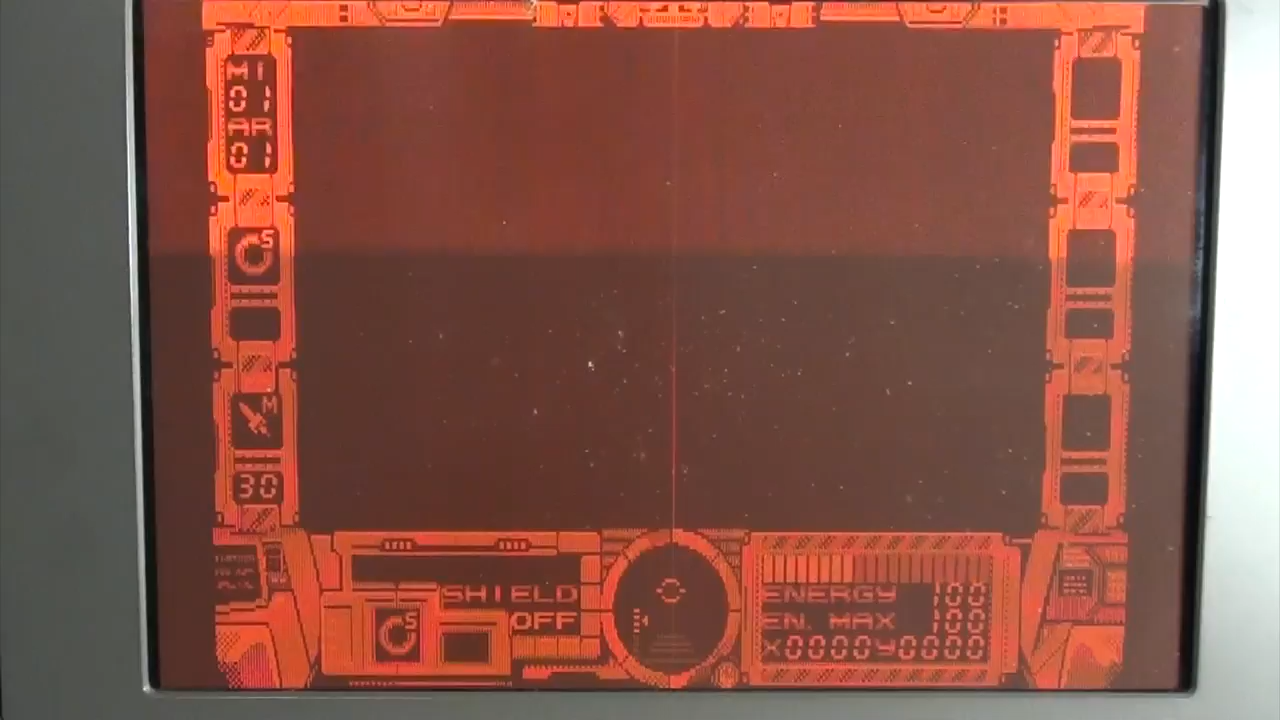 MI
01
AR
01
S
M
30
SHIELD
OFF
S
ENERGY 100
EN. MAX 100
X0000Y0000